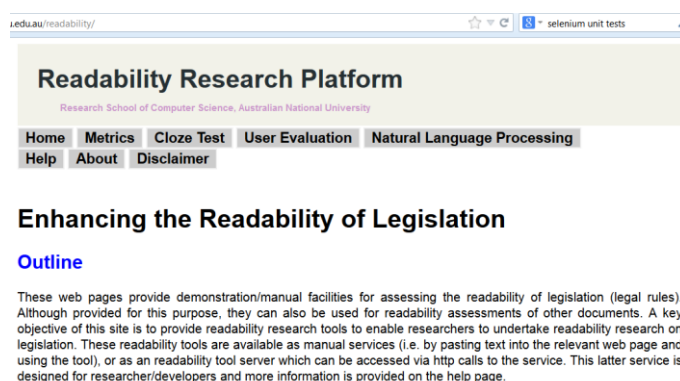 u.edu.au/readability/
selenium unit tests
Readability Research Platform
Research School of Computer Science, Australian National University
Home Metrics Cloze Test User Evaluation Natural Language Processing
Help About Disclaimer
Enhancing the Readability of Legislation
Outline
These web pages provide demonstration/manual facilities for assessing the readability of legislation (legal rules).
Although provided for this purpose, they can also be used for readability assessments of other documents. A key
objective of this site is to provide readability research tools to enable researchers to undertake readability research on
legislation. These readability tools are available as manual services (i.e. by pasting text into the relevant web page and
using the tool), or as an readability tool server which can be accessed via http calls to the service. This latter service is
designed for researcher/developers and more information is provided on the help page.